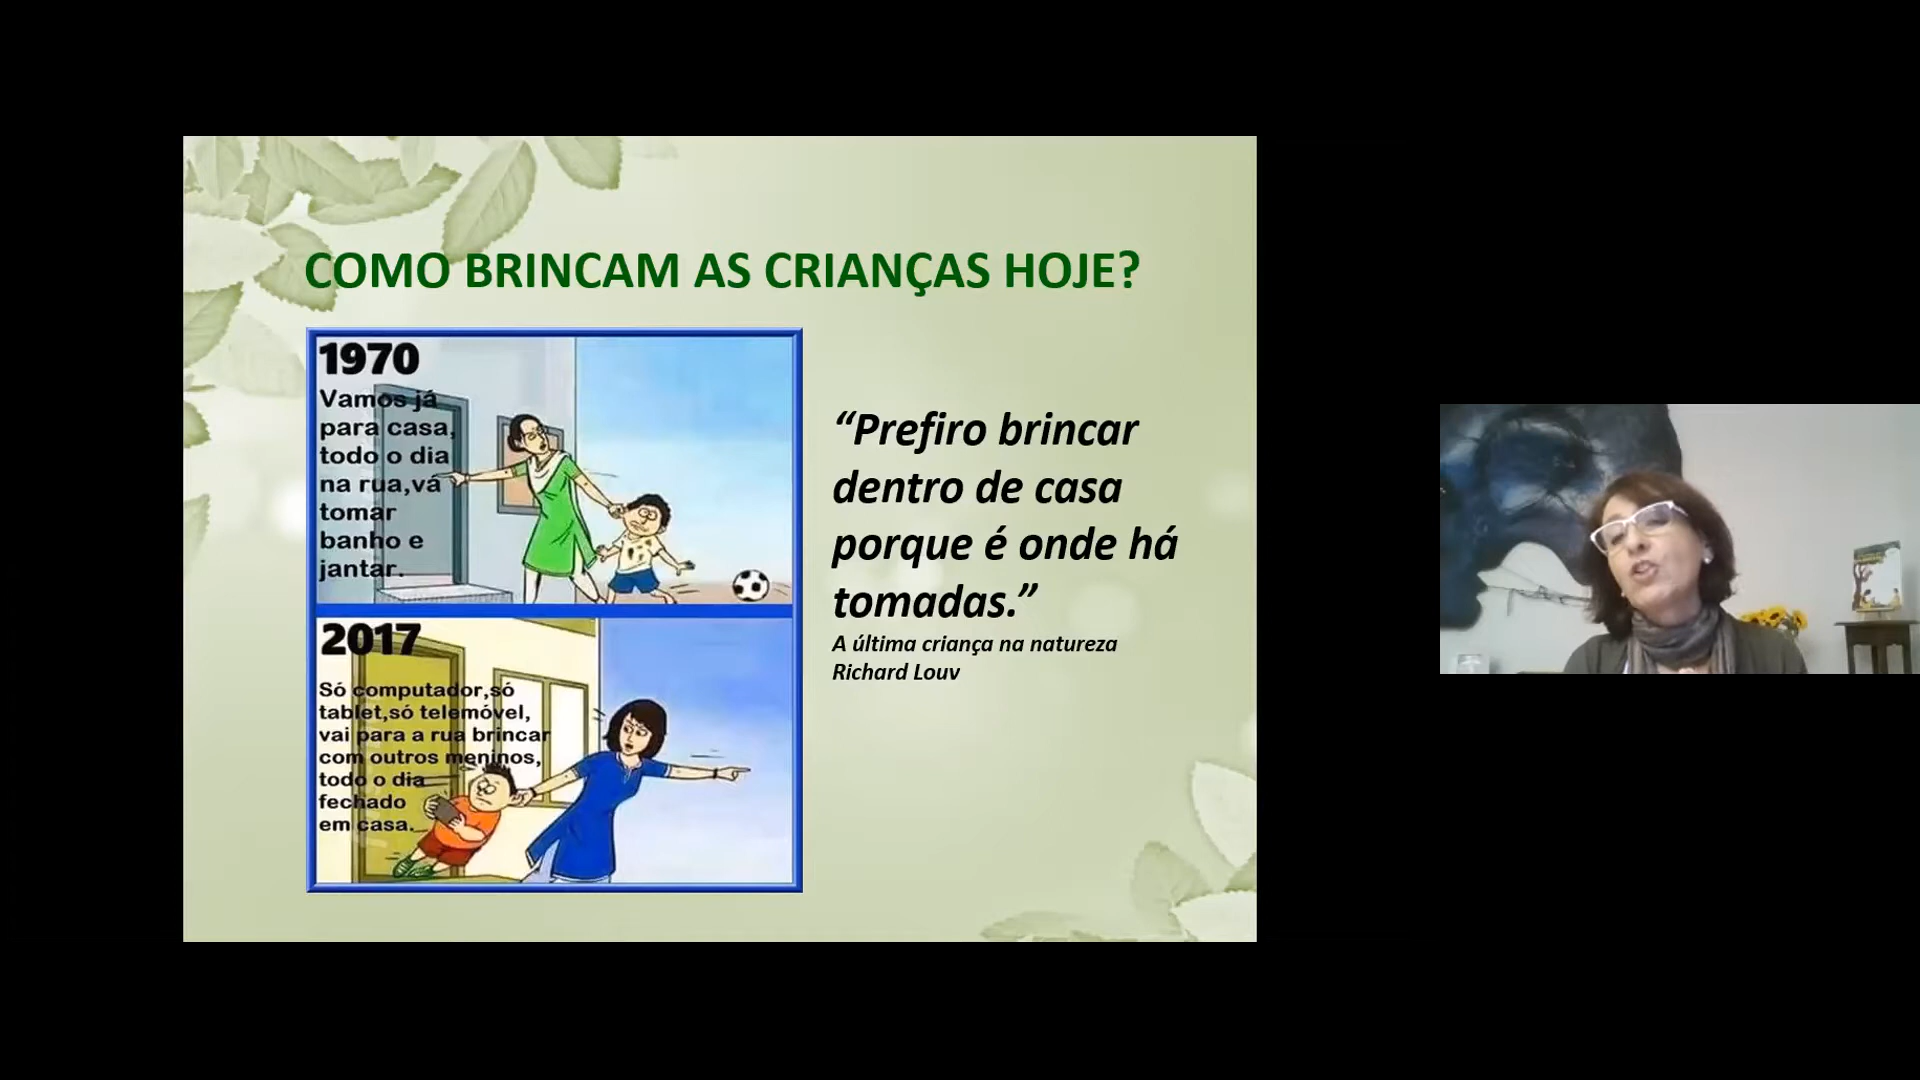 COMO BRINCAM AS CRIANÇAS HOJE?
1970
Vamos já
para casa,
todo o dia
na rua,vá
tomar
banho e
jantar.
2017
Só computador,só
tablet,só telemóvel,
vai para a rua brincar
com outros meninos,
todo o dia
fechado
em casa.
“Prefiro brincar
dentro de casa
porque é onde há
tomadas.”
A última criança na natureza
Richard Louv